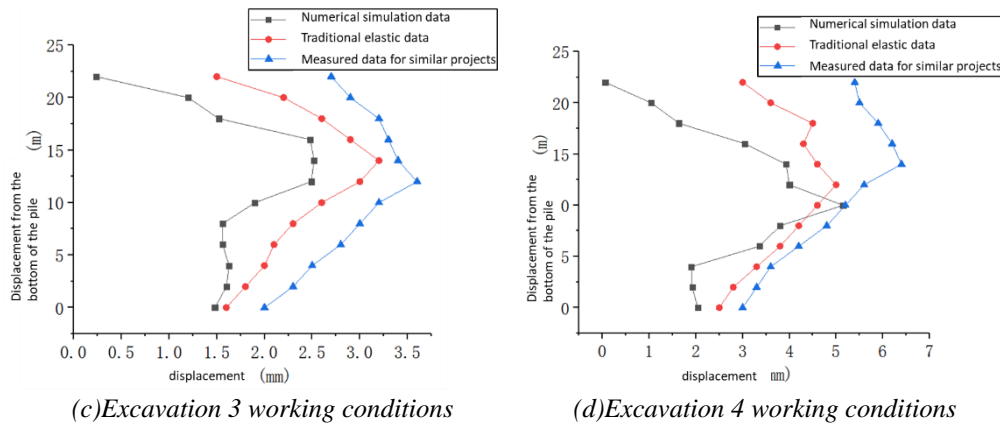 Numerical simulation data
Traditional elastic data
Measured data for similar projects
25
20
15
10
5
0
Displacement from the
bottom of the pile
(m)
0.0 0.5 1.0 1.5 2.0 2.5 3.0 3.5
displacement (mm)
(c)Excavation 3 working conditions
Numerical simulation data
Traditional elastic data
Measured data for similar projects
25
20
15
0
5
0
Displacement from the
bottom of the pile
(m)
0 1 2 3 4 5 6 7
displacement nm)
(d)Excavation 4 working conditions